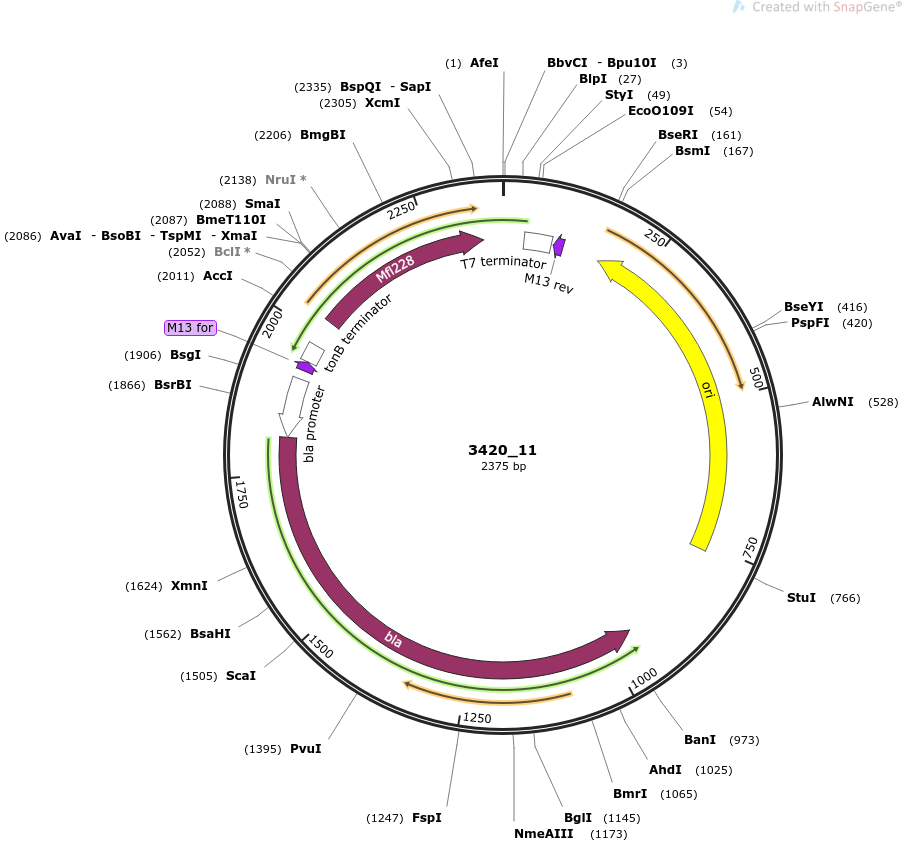 Created with SnapGene®
(1) AfeI
BbvCI - Bpu10I (3)
BlpI (27)
StyI (49)
EcoO109I (54)
BseRI (161)
BsmI (167)
BseYI (416)
PspFI (420)
AlwNI (528)
StuI (766)
BanI (973)
AhdI (1025)
BmrI (1065)
BglI (1145)
NmeAIII (1173)
(1247) FspI
(1395) PvuI
(1505) ScaI
(1562) BsaHI
(1624) XmnI
(1866) BsrBI
(1906) BsgI
M13 for
(2011) AccI
(2052) BclI *
(2086) AvaI - BsoBI - TspMI - XmaI
(2087) BmeT110I
(2088) SmaI
(2138) NruI *
(2206) BmgBI
(2305) XcmI
(2335) BspQI - SapI
250
500
750
1000
1250
1500
1750
2000
2250
T7 terminator
M13 rev
ori
bla
bla promoter
tonB terminator
Mfl228
3420_11
2375 bp